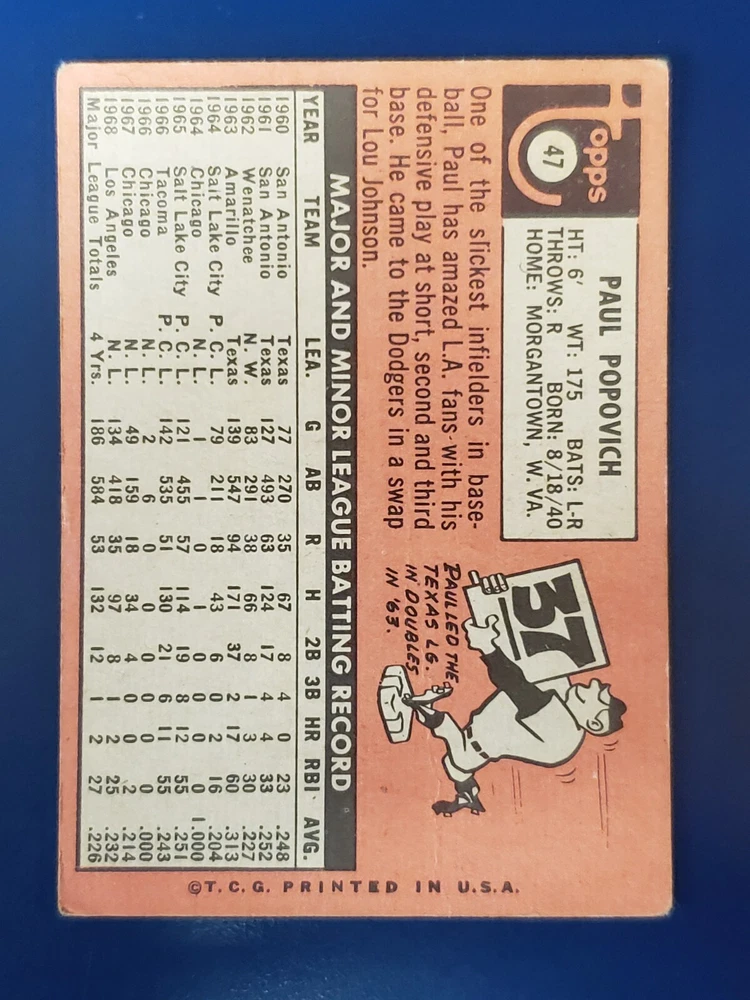 Topps
47
PAUL POPOVICH
HT: 6' WT: 175 BATS: L-R
THROWS: R BORN: 8/18/40
HOME: MORGANTOWN, W. VA.
One of the slickest infielders in base-
ball, Paul has amazed L.A. fans with his
defensive play at short, second and third
base. He came to the Dodgers in a swap
for Lou Johnson.
37
PAUL LED THE
TEXAS LG.
IN DOUBLES
IN '63.
MAJOR AND MINOR LEAGUE BATTING RECORD
YEAR TEAM LEA. G AB R H 2B 3B HR RBI AVG.
1960 San Antonio Texas 77 270 35 67 8 4 0 23 .248
1961 San Antonio Texas 127 493 63 124 17 4 4 33 .252
1962 Wenatchee N. W. 83 291 38 66 8 1 3 30 .227
1963 Amarillo Texas 139 547 94 171 37 2 17 60 .313
1964 Salt Lake City P. C. L. 79 211 18 43 6 0 2 16 .204
1964 Chicago N. L. 1 1 0 1 0 0 0 0 1.000
1965 Salt Lake City P. C. L. 121 455 57 114 19 8 12 55 .251
1966 Tacoma P. C. L. 142 535 51 130 21 6 11 55 .243
1966 Chicago N. L. 2 6 0 0 0 0 0 0 .000
1967 Chicago N. L. 49 159 18 34 4 0 0 2 .214
1968 Los Angeles N. L. 134 418 35 97 8 1 2 25 .232
Major League Totals 4 Yrs. 186 584 53 132 12 1 2 27 .226
©T. C. G. PRINTED IN U.S.A.